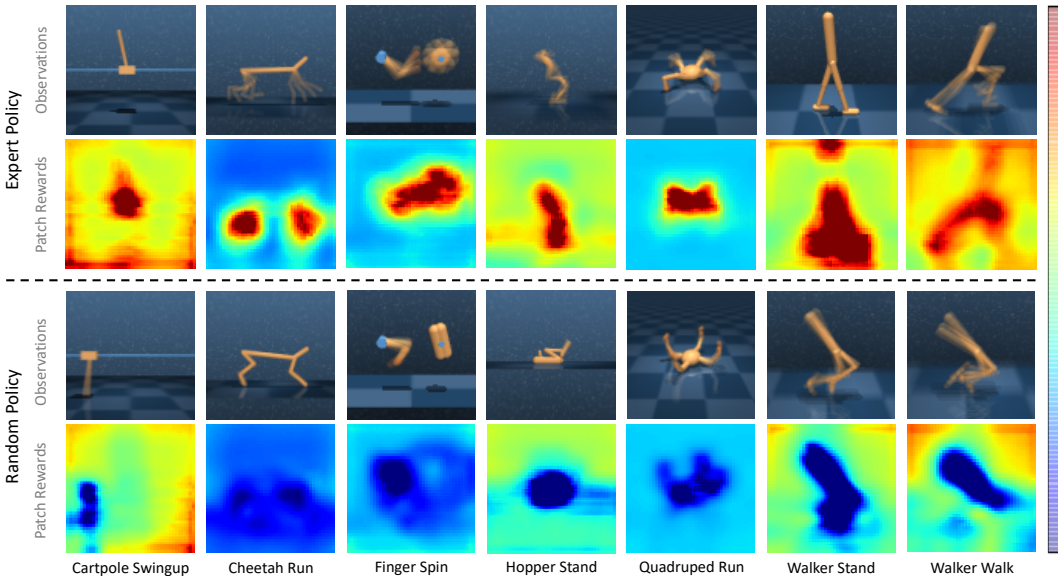 Expert Policy
Observations
Patch Rewards
Random Policy
Observations
Patch Rewards
Cartpole Swingup
Cheetah Run
Finger Spin
Hopper Stand
Quadruped Run
Walker Stand
Walker Walk